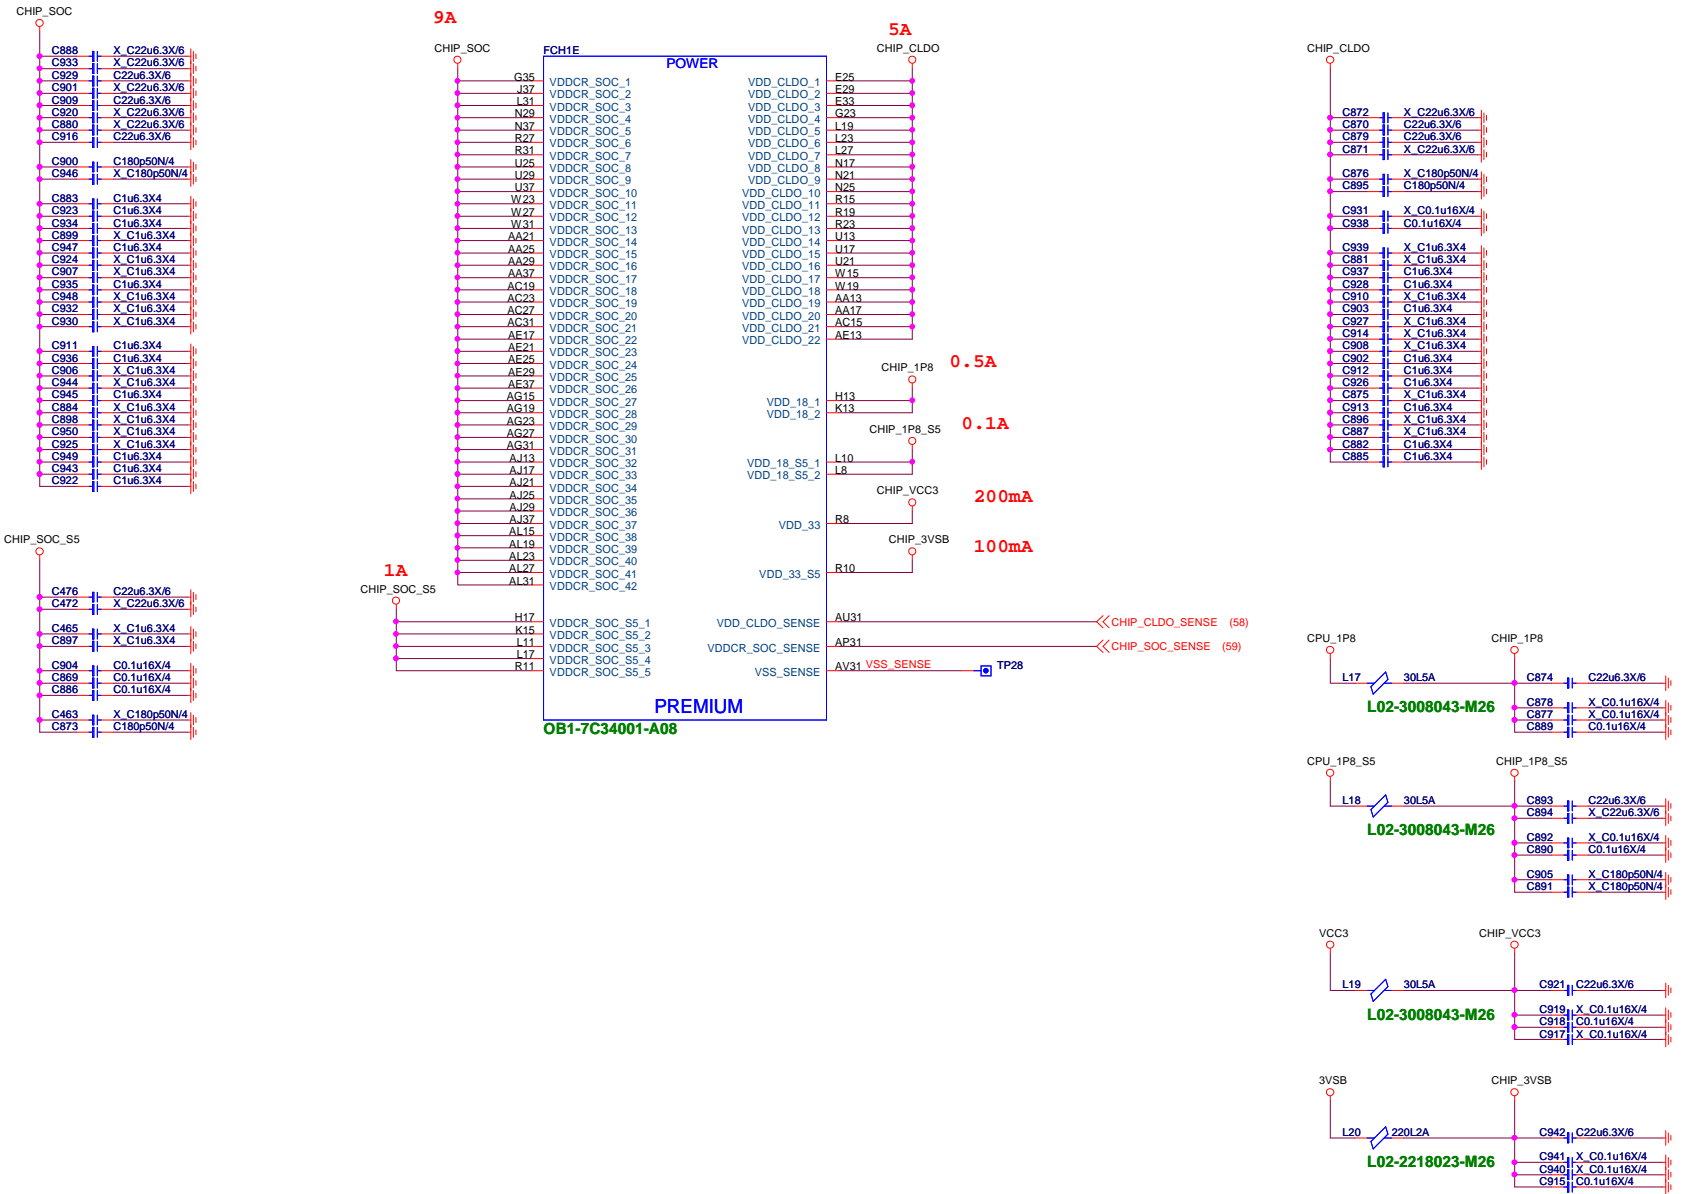 CHIP_SOC
C888 X_C22u6.3X/6
C933 X_C22u6.3X/6
C929 C22u6.3X/6
C901 X_C22u6.3X/6
C909 C22u6.3X/6
C920 X_C22u6.3X/6
C880 X_C22u6.3X/6
C916 C22u6.3X/6
C900 C180p50N/4
C946 X_C180p50N/4
C883 C1u6.3X4
C923 C1u6.3X4
C934 C1u6.3X4
C899 X_C1u6.3X4
C947 C1u6.3X4
C924 X_C1u6.3X4
C907 X_C1u6.3X4
C935 C1u6.3X4
C948 X_C1u6.3X4
C932 X_C1u6.3X4
C930 X_C1u6.3X4
C911 C1u6.3X4
C936 C1u6.3X4
C906 X_C1u6.3X4
C944 X_C1u6.3X4
C945 C1u6.3X4
C884 X_C1u6.3X4
C898 X_C1u6.3X4
C950 X_C1u6.3X4
C925 X_C1u6.3X4
C949 C1u6.3X4
C943 C1u6.3X4
C922 C1u6.3X4
CHIP_SOC_S5
C476 C22u6.3X/6
C472 X_C22u6.3X/6
C465 X_C1u6.3X4
C897 X_C1u6.3X4
C904 C0.1u16X/4
C869 C0.1u16X/4
C886 C0.1u16X/4
C463 X_C180p50N/4
C873 C180p50N/4
9A
CHIP_SOC
FCH1E
POWER
G35 VDDCR_SOC_1
J37 VDDCR_SOC_2
L31 VDDCR_SOC_3
N29 VDDCR_SOC_4
N37 VDDCR_SOC_5
R27 VDDCR_SOC_6
R31 VDDCR_SOC_7
U25 VDDCR_SOC_8
U29 VDDCR_SOC_9
U37 VDDCR_SOC_10
W23 VDDCR_SOC_11
W27 VDDCR_SOC_12
W31 VDDCR_SOC_13
AA21 VDDCR_SOC_14
AA25 VDDCR_SOC_15
AA29 VDDCR_SOC_16
AA37 VDDCR_SOC_17
AC19 VDDCR_SOC_18
AC23 VDDCR_SOC_19
AC27 VDDCR_SOC_20
AC31 VDDCR_SOC_21
AE17 VDDCR_SOC_22
AE21 VDDCR_SOC_23
AE25 VDDCR_SOC_24
AE29 VDDCR_SOC_25
AE37 VDDCR_SOC_26
AG15 VDDCR_SOC_27
AG19 VDDCR_SOC_28
AG23 VDDCR_SOC_29
AG27 VDDCR_SOC_30
AG31 VDDCR_SOC_31
AJ13 VDDCR_SOC_32
AJ17 VDDCR_SOC_33
AJ21 VDDCR_SOC_34
AJ25 VDDCR_SOC_35
AJ29 VDDCR_SOC_36
AJ37 VDDCR_SOC_37
AL15 VDDCR_SOC_38
AL19 VDDCR_SOC_39
AL23 VDDCR_SOC_40
AL27 VDDCR_SOC_41
AL31 VDDCR_SOC_42
1A
CHIP_SOC_S5
H17 VDDCR_SOC_S5_1
K15 VDDCR_SOC_S5_2
L11 VDDCR_SOC_S5_3
L17 VDDCR_SOC_S5_4
R11 VDDCR_SOC_S5_5
5A
CHIP_CLDO
VDD_CLDO_1 E25
VDD_CLDO_2 E29
VDD_CLDO_3 E33
VDD_CLDO_4 G23
VDD_CLDO_5 L19
VDD_CLDO_6 L23
VDD_CLDO_7 L27
VDD_CLDO_8 N17
VDD_CLDO_9 N21
VDD_CLDO_10 N25
VDD_CLDO_11 R15
VDD_CLDO_12 R19
VDD_CLDO_13 R23
VDD_CLDO_14 U13
VDD_CLDO_15 U17
VDD_CLDO_16 U21
VDD_CLDO_17 W15
VDD_CLDO_18 W19
VDD_CLDO_19 AA13
VDD_CLDO_20 AA17
VDD_CLDO_21 AC15
VDD_CLDO_22 AE13
CHIP_1P8 0.5A
VDD_18_1 H13
VDD_18_2 K13
CHIP_1P8_S5 0.1A
VDD_18_S5_1 L10
VDD_18_S5_2 L8
CHIP_VCC3 200mA
VDD_33 R8
CHIP_3VSB 100mA
VDD_33_S5 R10
VDD_CLDO_SENSE AU31 CHIP_CLDO_SENSE (58)
VDDCR_SOC_SENSE AP31 CHIP_SOC_SENSE (59)
VSS_SENSE AV31 VSS_SENSE TP28
PREMIUM
OB1-7C34001-A08
CHIP_CLDO
C872 X_C22u6.3X/6
C870 C22u6.3X/6
C879 C22u6.3X/6
C871 X_C22u6.3X/6
C876 X_C180p50N/4
C895 C180p50N/4
C931 X_C0.1u16X/4
C938 C0.1u16X/4
C939 X_C1u6.3X4
C881 X_C1u6.3X4
C937 C1u6.3X4
C928 C1u6.3X4
C910 X_C1u6.3X4
C903 C1u6.3X4
C927 X_C1u6.3X4
C914 X_C1u6.3X4
C908 X_C1u6.3X4
C902 C1u6.3X4
C912 C1u6.3X4
C926 C1u6.3X4
C875 X_C1u6.3X4
C913 C1u6.3X4
C896 X_C1u6.3X4
C887 X_C1u6.3X4
C882 C1u6.3X4
C885 C1u6.3X4
CPU_1P8 CHIP_1P8
L17 30L5A C874 C22u6.3X/6
L02-3008043-M26
C878 X_C0.1u16X/4
C877 X_C0.1u16X/4
C889 C0.1u16X/4
CPU_1P8_S5 CHIP_1P8_S5
L18 30L5A C893 C22u6.3X/6
C894 X_C22u6.3X/6
L02-3008043-M26
C892 X_C0.1u16X/4
C890 C0.1u16X/4
C905 X_C180p50N/4
C891 X_C180p50N/4
VCC3 CHIP_VCC3
L19 30L5A C921 C22u6.3X/6
L02-3008043-M26
C919 X_C0.1u16X/4
C918 C0.1u16X/4
C917 X_C0.1u16X/4
3VSB CHIP_3VSB
L20 220L2A C942 C22u6.3X/6
L02-2218023-M26
C941 X_C0.1u16X/4
C940 X_C0.1u16X/4
C915 C0.1u16X/4